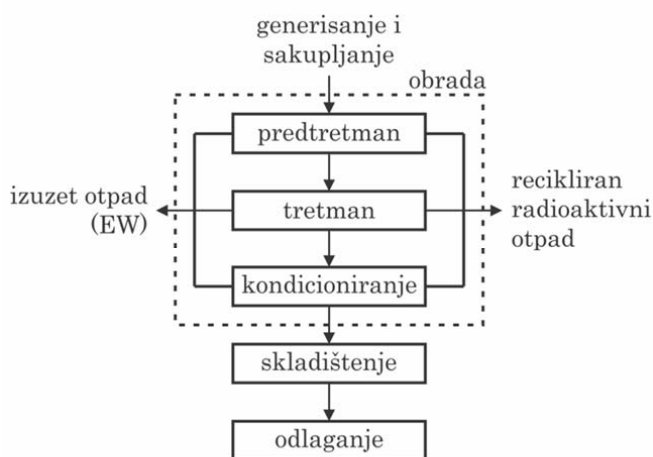 generisanje i
sakupljanje
obrada
predtretman
izuzet otpad
(EW)
tretman
recikliran
radioaktivni
otpad
kondicioniranje
skladištenje
odlaganje